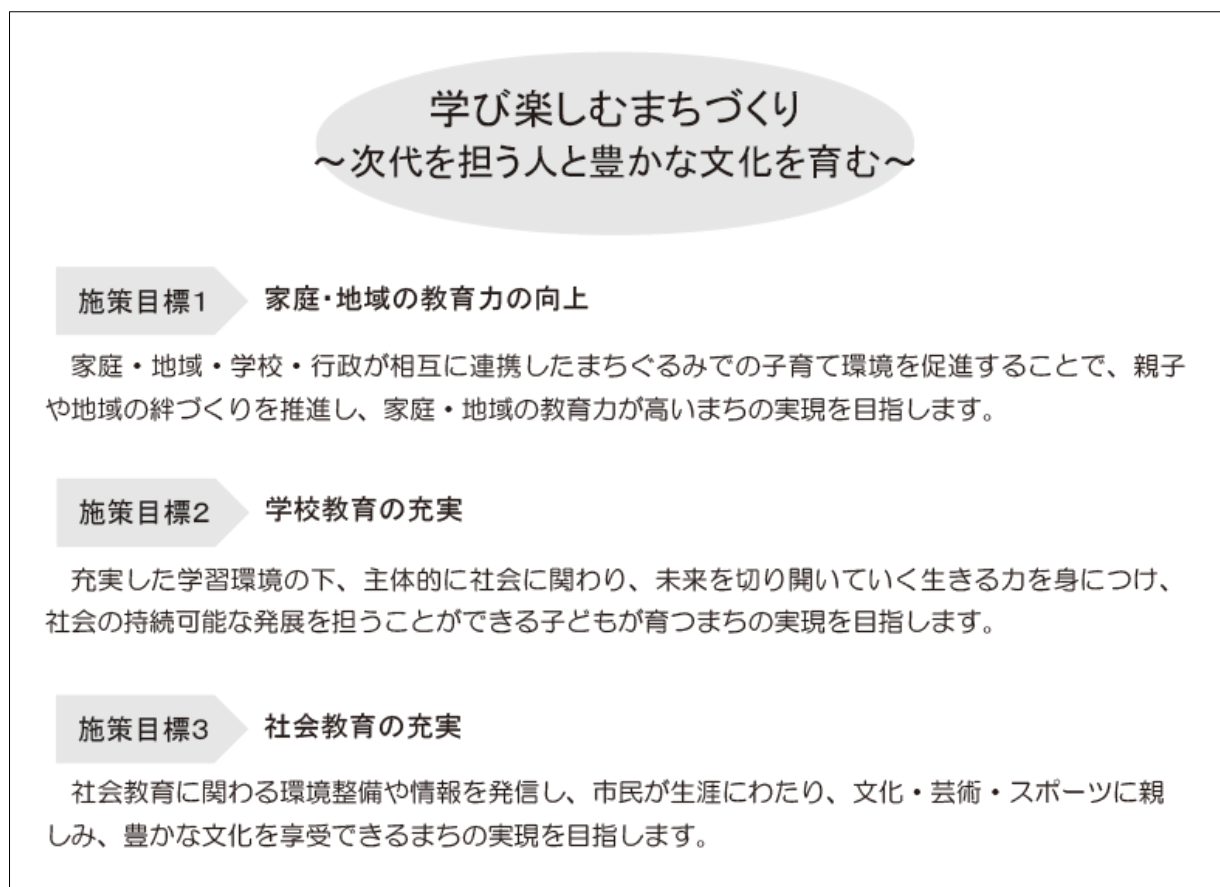 学び楽しむまちづくり
～次代を担う人と豊かな文化を育む～
施策目標1
家庭・地域の教育力の向上
家庭・地域・学校・行政が相互に連携したまちぐるみでの子育て環境を促進することで、親子
や地域の絆づくりを推進し、家庭・地域の教育力が高いまちの実現を目指します。
施策目標2
学校教育の充実
充実した学習環境の下、主体的に社会に関わり、未来を切り開いていく生きる力を身につけ、
社会の持続可能な発展を担うことができる子どもが育つまちの実現を目指します。
施策目標3
社会教育の充実
社会教育に関わる環境整備や情報を発信し、市民が生涯にわたり、文化・芸術・スポーツに親
しみ、豊かな文化を享受できるまちの実現を目指します。